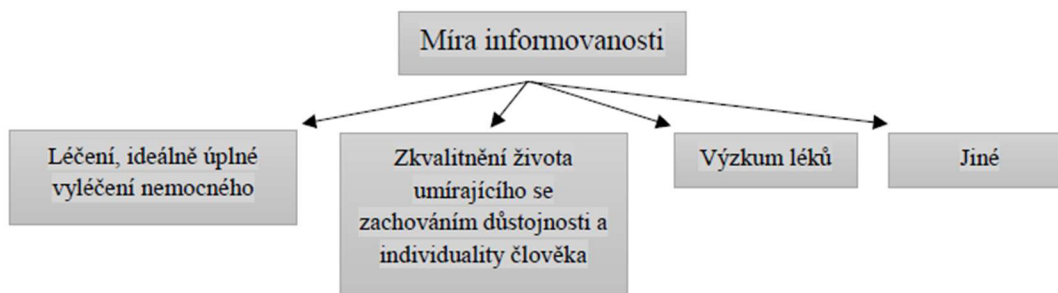 Míra informovanosti
Léčení, ideálně úplné
vyléčení nemocného
Zkvalitnění života
umírajícího se
zachováním důstojnosti a
individuality člověka
Výzkum léků
Jiné